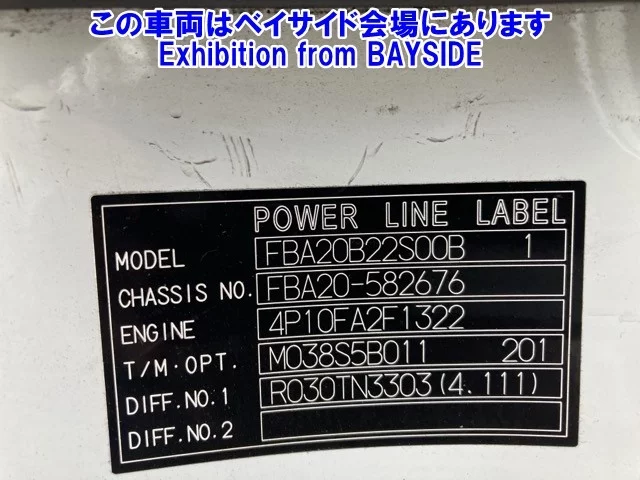 この車両はベイサイド会場にあります
Exhibition from BAYSIDE
POWER LINE LABEL
MODEL FBA20B22S00B 1
CHASSIS NO. FBA20-582676
ENGINE 4P10FA2F1322
T/M·OPT. M038S5B011 201
DIFF.NO.1 R030TN3303(4.111)
DIFF.NO.2